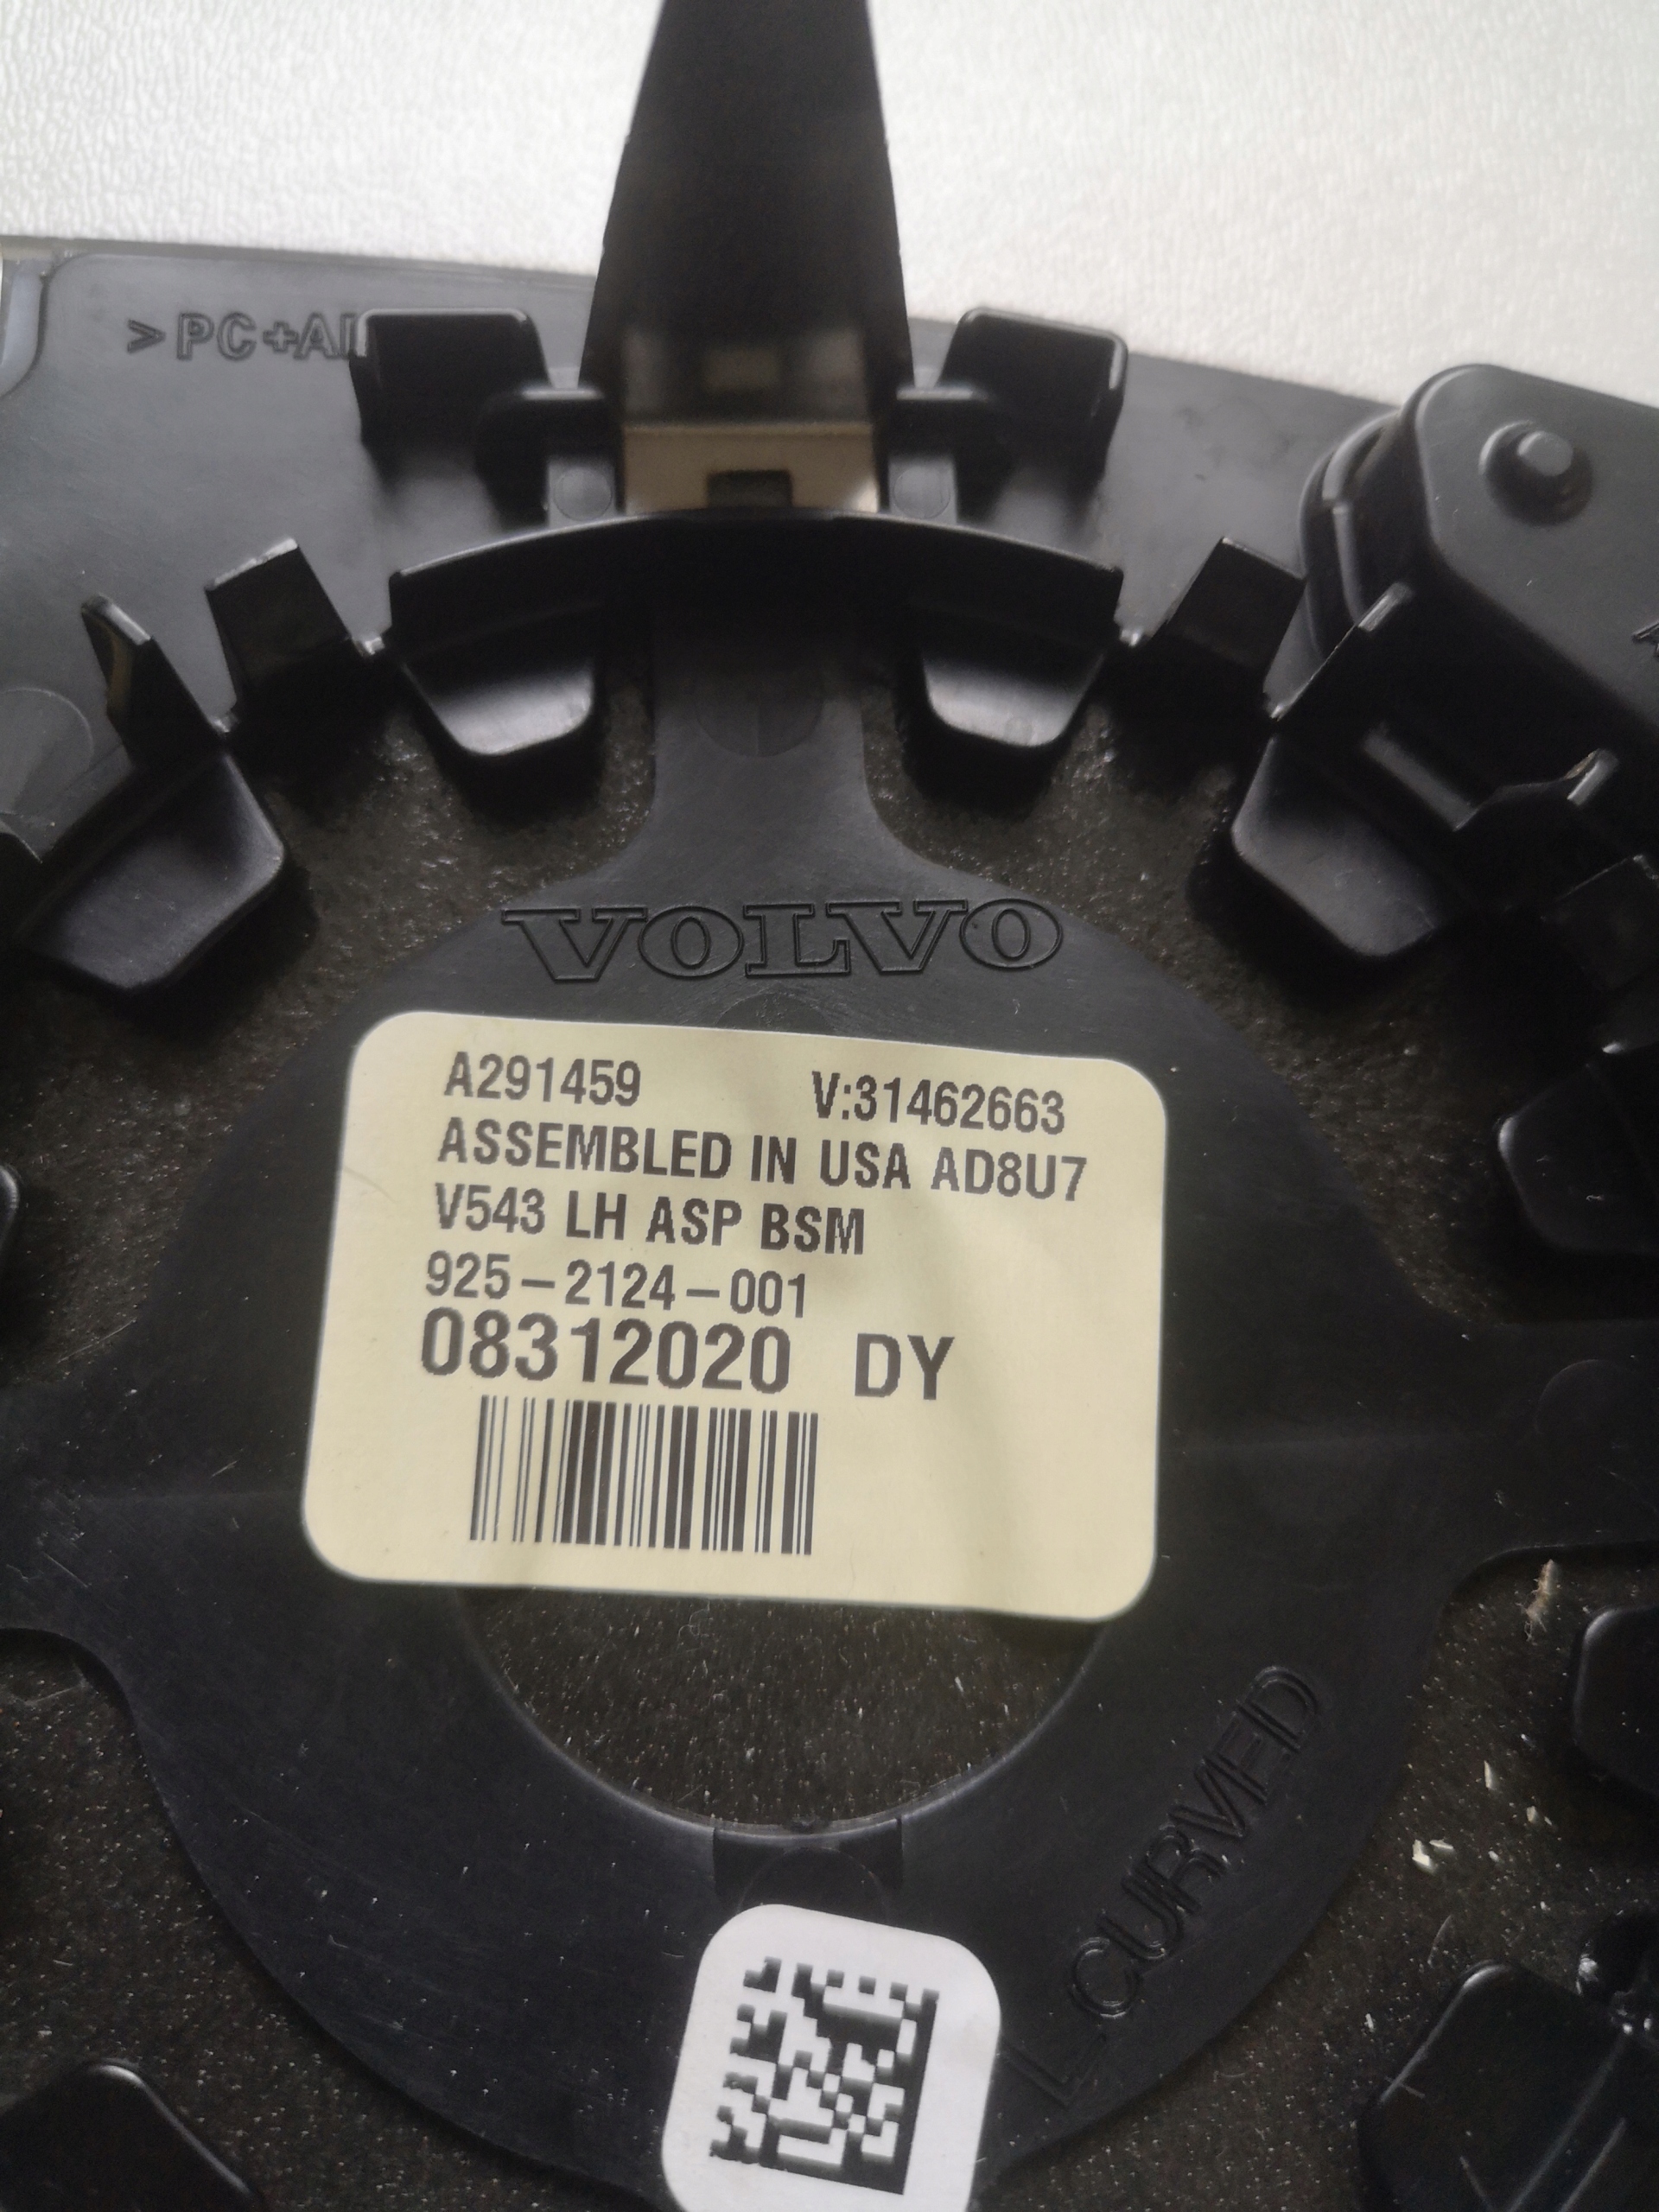 >PC+A
VOLVO
A291459 V:31462663
ASSEMBLED IN USA AD8U7
V543 LH ASP BSM
925-2124-001
08312020 DY
L CURVED